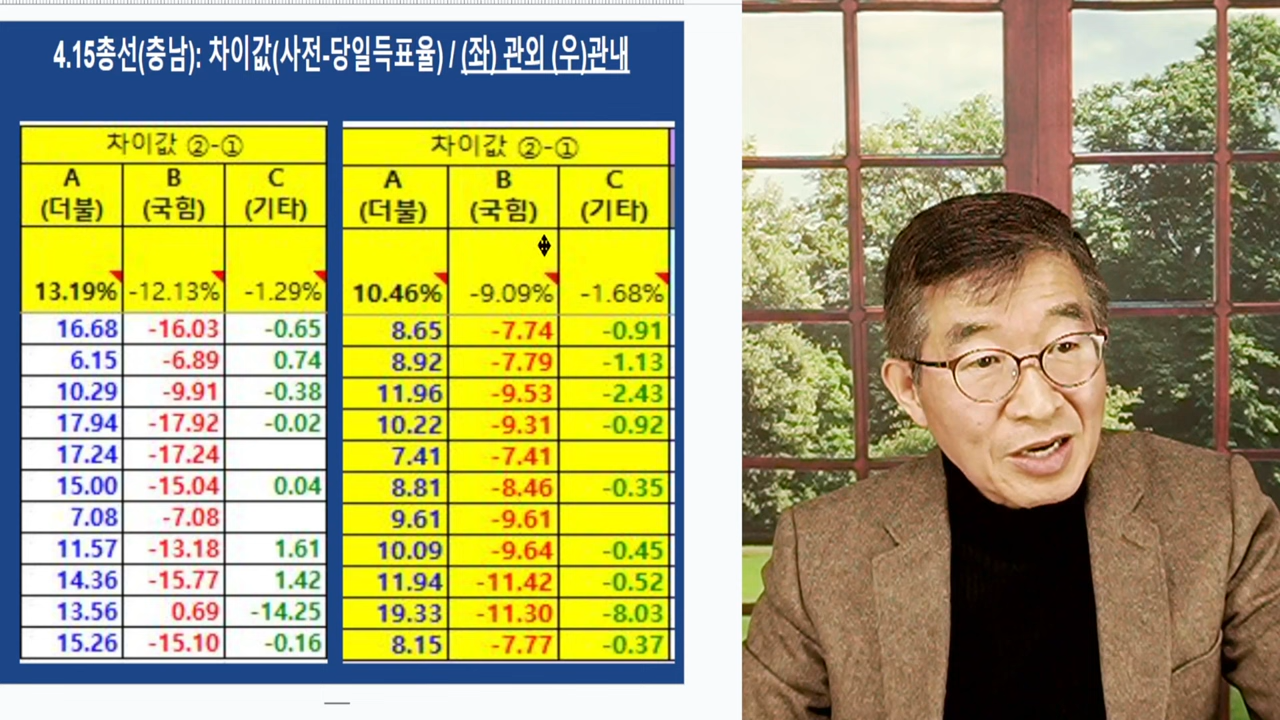 4.15총선(충남): 차이값(사전-당일득표율) / (좌) 관외 (우)관내
차이값 ②-①
A B C
(더불) (국힘) (기타)
13.19% -12.13% -1.29%
16.68 -16.03 -0.65
6.15 -6.89 0.74
10.29 -9.91 -0.38
17.94 -17.92 -0.02
17.24 -17.24
15.00 -15.04 0.04
7.08 -7.08
11.57 -13.18 1.61
14.36 -15.77 1.42
13.56 0.69 -14.25
15.26 -15.10 -0.16
차이값 ②-①
A B C
(더불) (국힘) (기타)
10.46% -9.09% -1.68%
8.65 -7.74 -0.91
8.92 -7.79 -1.13
11.96 -9.53 -2.43
10.22 -9.31 -0.92
7.41 -7.41
8.81 -8.46 -0.35
9.61 -9.61
10.09 -9.64 -0.45
11.94 -11.42 -0.52
19.33 -11.30 -8.03
8.15 -7.77 -0.37